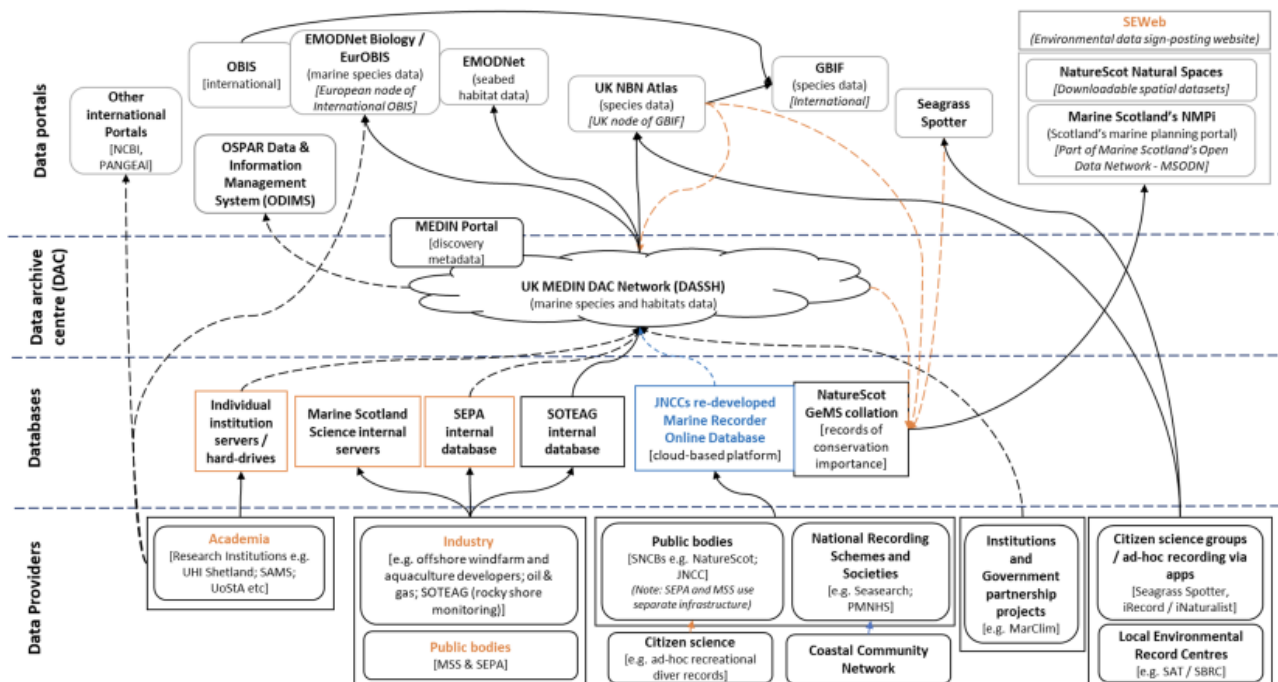 Data portals
OBIS
[international]
EMODNet Biology /
EurOBIS
(marine species data)
[European node of
International OBIS]
EMODNet
(seabed
habitat data)
UK NBN Atlas
(species data)
[UK node of GBIF]
GBIF
(species data)
[International]
Seagrass
Spotter
SEWeb
(Environmental data sign-posting website)
NatureScot Natural Spaces
[Downloadable spatial datasets]
Marine Scotland's NMPi
(Scotland's marine planning portal)
[Part of Marine Scotland's Open
Data Network - MSODN]
Other
international
Portals
[NCBI,
PANGEAI]
OSPAR Data &
Information
Management
System (ODIMS)
Data archive
centre (DAC)
MEDIN Portal
[discovery
metadata]
UK MEDIN DAC Network (DASSH)
(marine species and habitats data)
Databases
Individual
institution
servers /
hard-drives
Marine Scotland
Science internal
servers
SEPA
internal
database
SOTEAG
internal
database
JNCCs re-developed
Marine Recorder
Online Database
[cloud-based platform]
NatureScot
GeMS collation
[records of
conservation
importance]
Data Providers
Academia
[Research Institutions e.g.
UHI Shetland; SAMS;
UoStA etc]
Industry
[e.g. offshore windfarm and
aquaculture developers; oil &
gas; SOTEAG (rocky shore
monitoring)]
Public bodies
[MSS & SEPA]
Public bodies
[SNCBs e.g. NatureScot;
JNCC]
(Note: SEPA and MSS use
separate infrastructure)
National Recording
Schemes and
Societies
[e.g. Seasearch;
PMNHS]
Citizen science
[e.g. ad-hoc recreational
diver records]
Coastal Community
Network
Institutions
and
Government
partnership
projects
[e.g. MarClim]
Citizen science groups
/ ad-hoc recording via
apps
[Seagrass Spotter,
iRecord / iNaturalist]
Local Environmental
Record Centres
[e.g. SAT / SBRC]